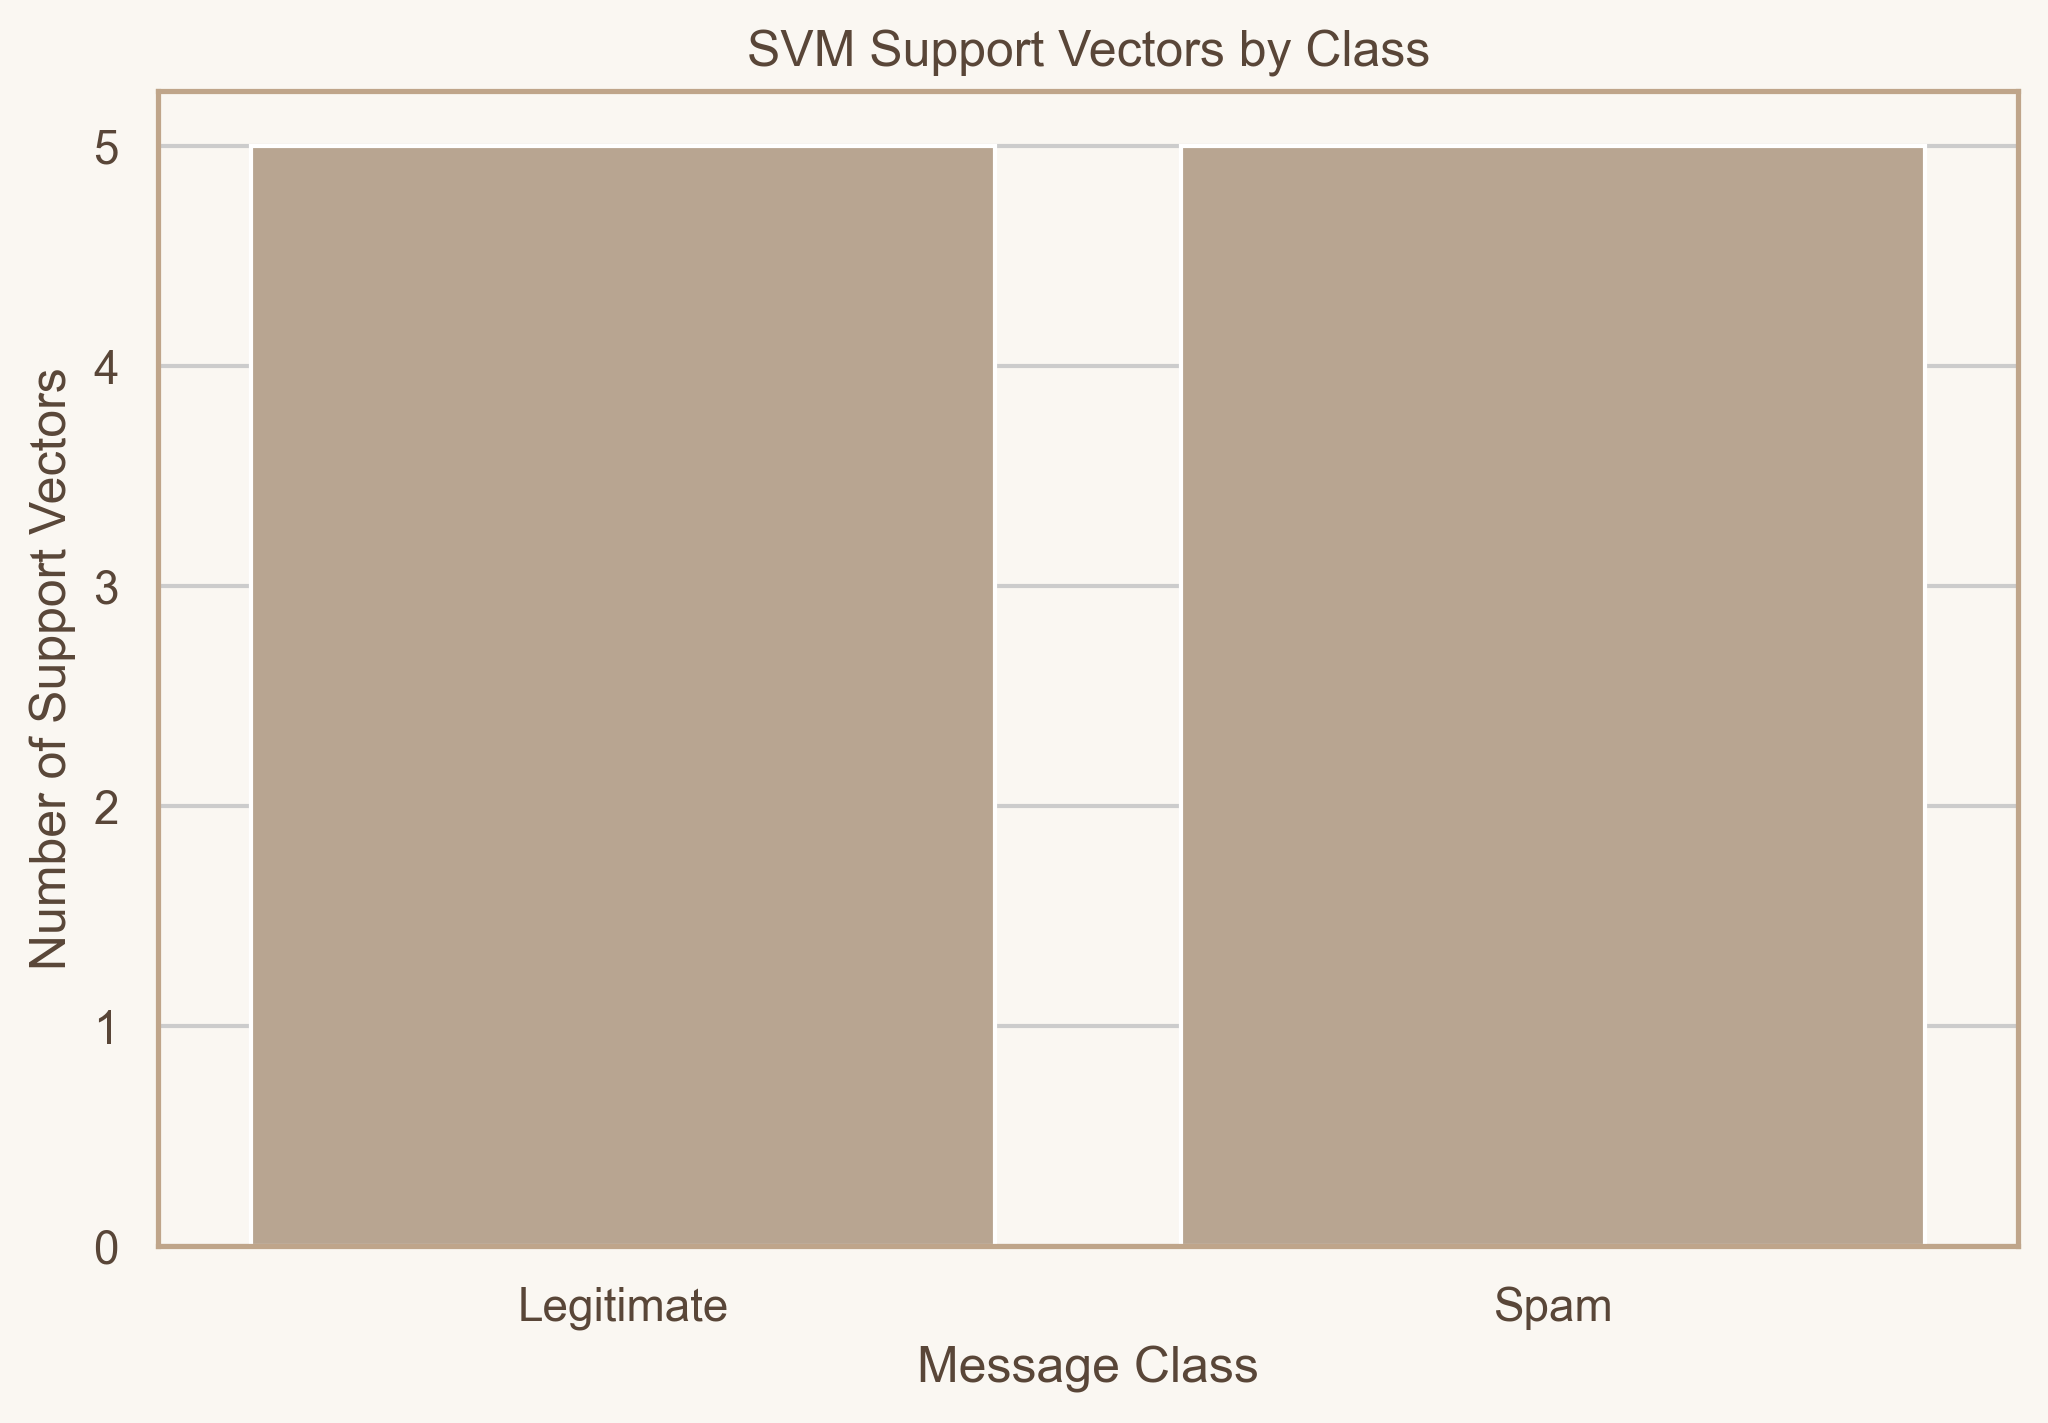 SVM Support Vectors by Class
Number of Support Vectors
5
4
3
2
1
0
Legitimate
Spam
Message Class